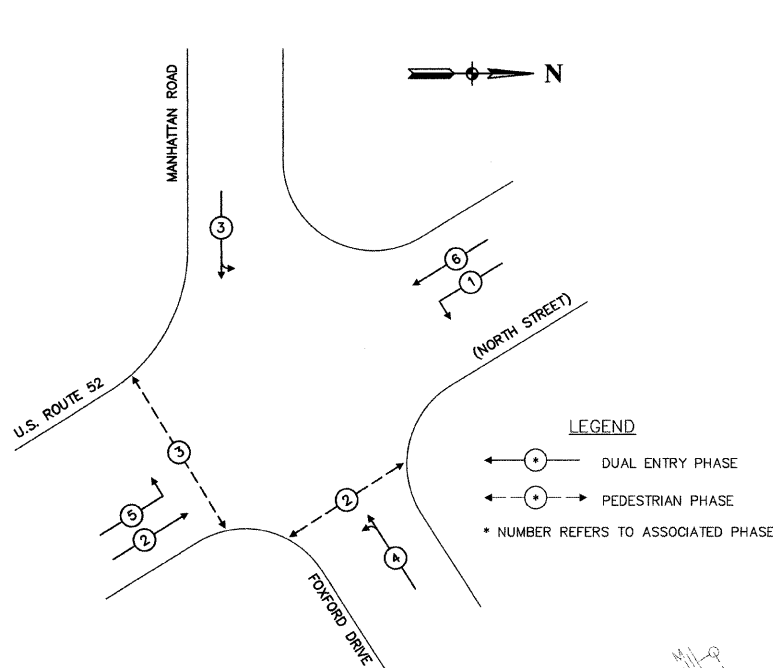 N
MANHATTAN ROAD
3
6
1
(NORTH STREET)
U.S. ROUTE 52
3
5
2
2
4
FOXFORD DRIVE
LEGEND
* DUAL ENTRY PHASE
* PEDESTRIAN PHASE
* NUMBER REFERS TO ASSOCIATED PHASE